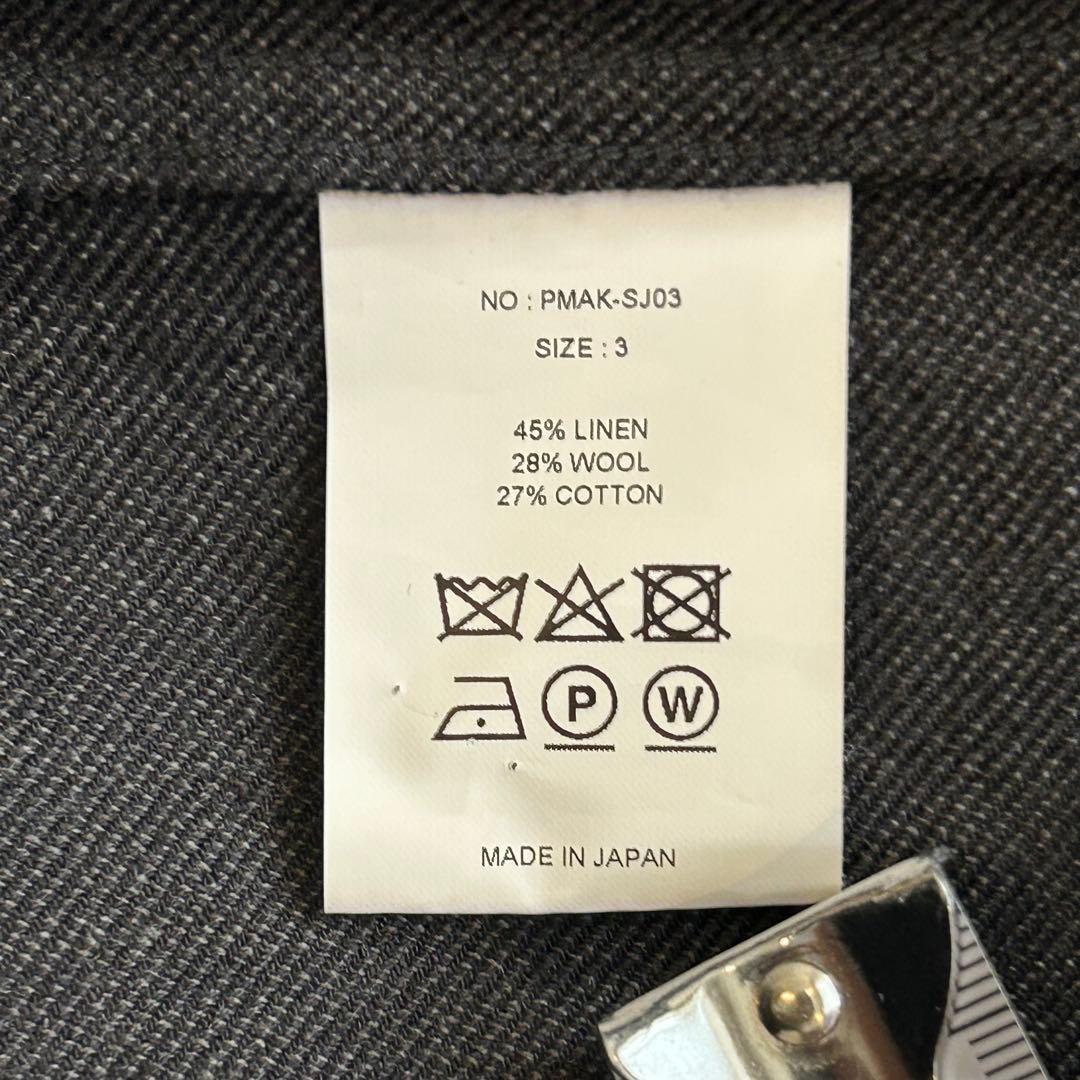 NO : PMAK-SJ03
SIZE : 3
45% LINEN
28% WOOL
27% COTTON
P W
MADE IN JAPAN